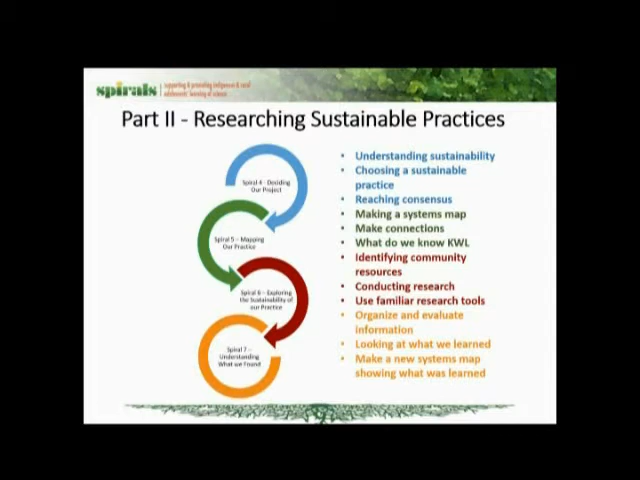 spirals
supporting & promoting indigenous & rural
adolescents' learning of science
Part II - Researching Sustainable Practices
Spiral 4 - Deciding
Our Project
Spiral 5 – Mapping
Our Practice
Spiral 6 – Exploring
the Sustainability of
our Practice
Spiral 7 –
Understanding
What we Found
• Understanding sustainability
• Choosing a sustainable
practice
• Reaching consensus
• Making a systems map
• Make connections
• What do we know KWL
• Identifying community
resources
• Conducting research
• Use familiar research tools
• Organize and evaluate
information
• Looking at what we learned
• Make a new systems map
showing what was learned